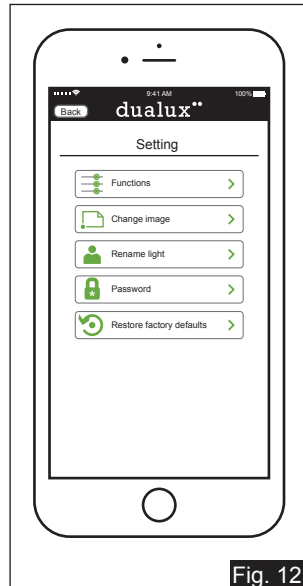 9:41 AM 100%
Back dualux
Setting
Functions
Change image
Rename light
Password
Restore factory defaults
Fig. 12